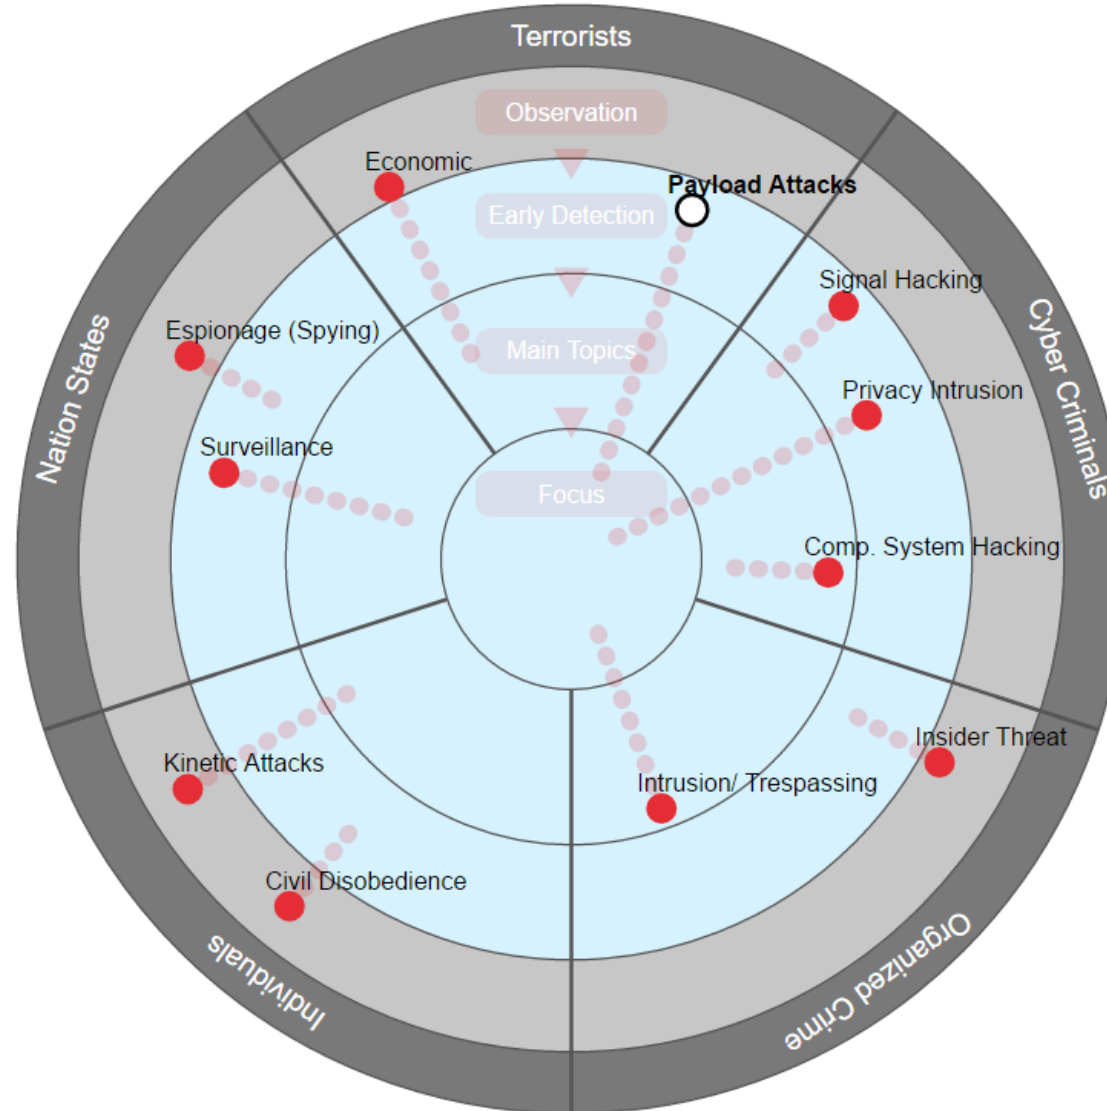 Terrorists
Observation
Economic
Payload Attacks
Early Detection
Signal Hacking
Espionage (Spying)
Main Topics
Nation States
Cyber Criminals
Privacy Intrusion
Surveillance
Focus
Comp. System Hacking
Insider Threat
Kinetic Attacks
Intrusion/ Trespassing
Civil Disobedience
Individuals
Organized Crime